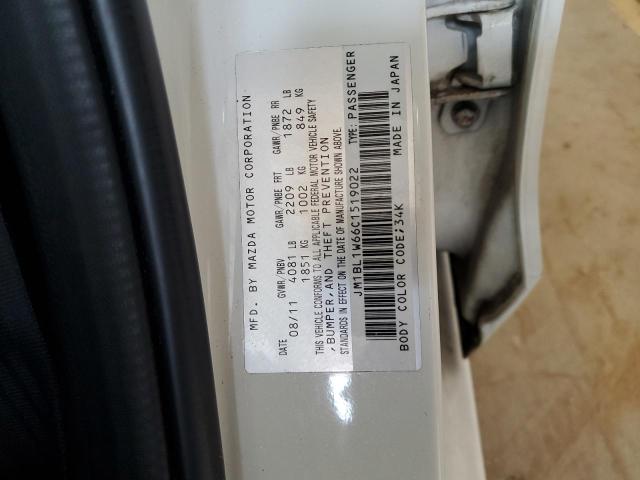 MFD. BY MAZDA MOTOR CORPORATION
DATE GVWR/PNBV GAWR/PNBE FRT GAWR/PNBE RR
08/11 4081 LB 2209 LB 1872 LB
1851 KG 1002 KG 849 KG
THIS VEHICLE CONFORMS TO ALL APPLICABLE FEDERAL MOTOR VEHICLE SAFETY
,BUMPER,AND THEFT PREVENTION
STANDARDS IN EFFECT ON THE DATE OF MANUFACTURE SHOWN ABOVE.
JM1BL1W66C1519022 TYPE: PASSENGER
BODY COLOR CODE;34K MADE IN JAPAN